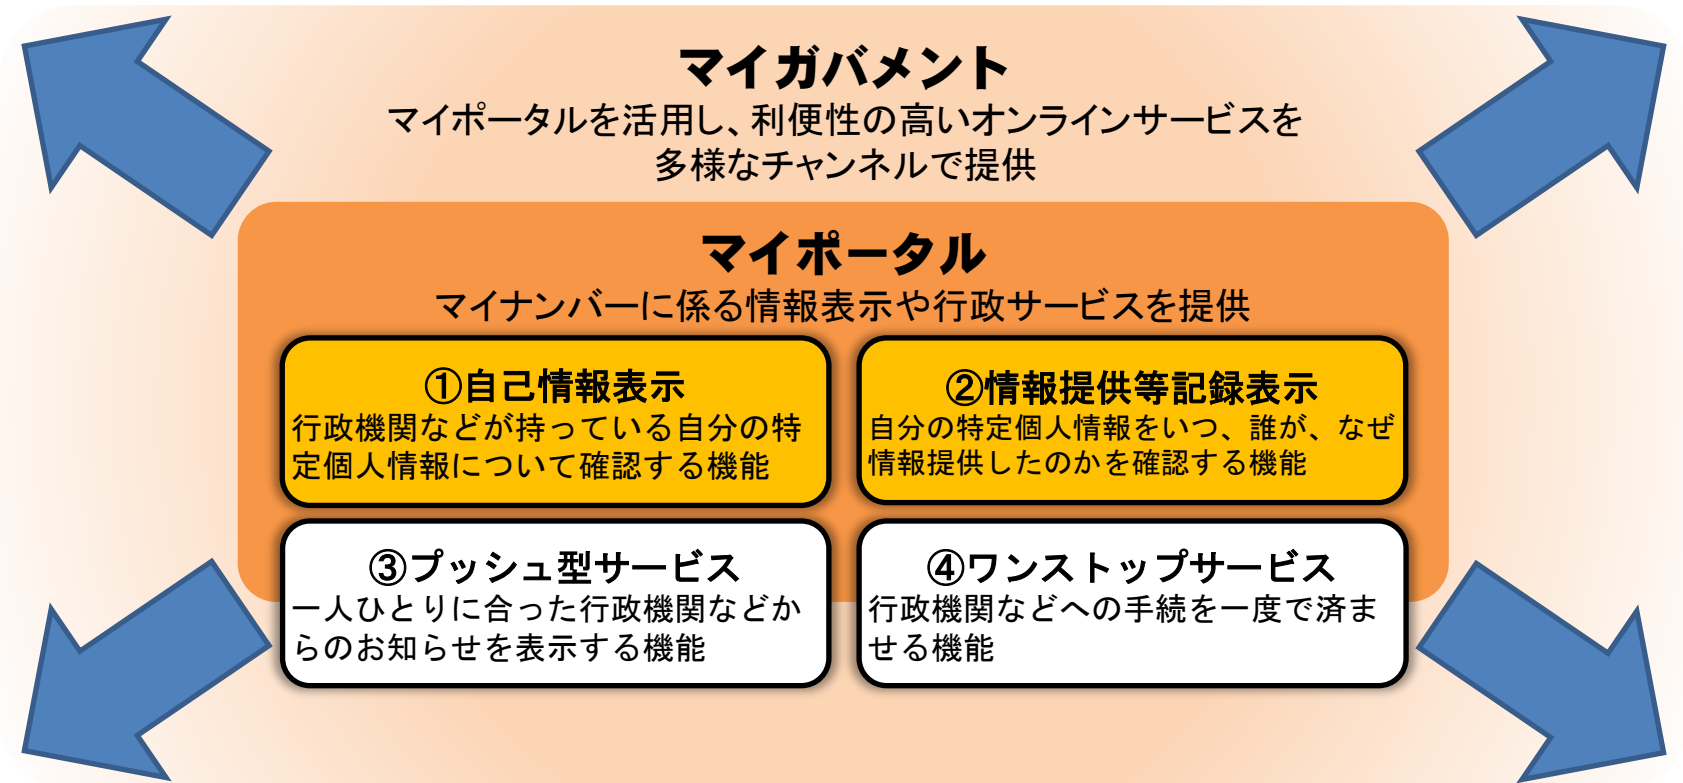 マイガバメント
マイポータルを活用し、利便性の高いオンラインサービスを
多様なチャンネルで提供
マイポータル
マイナンバーに係る情報表示や行政サービスを提供
①自己情報表示
行政機関などが持っている自分の特
定個人情報について確認する機能
②情報提供等記録表示
自分の特定個人情報をいつ、誰が、なぜ
情報提供したのかを確認する機能
③プッシュ型サービス
一人ひとりに合った行政機関などか
らのお知らせを表示する機能
④ワンストップサービス
行政機関などへの手続を一度で済ま
せる機能